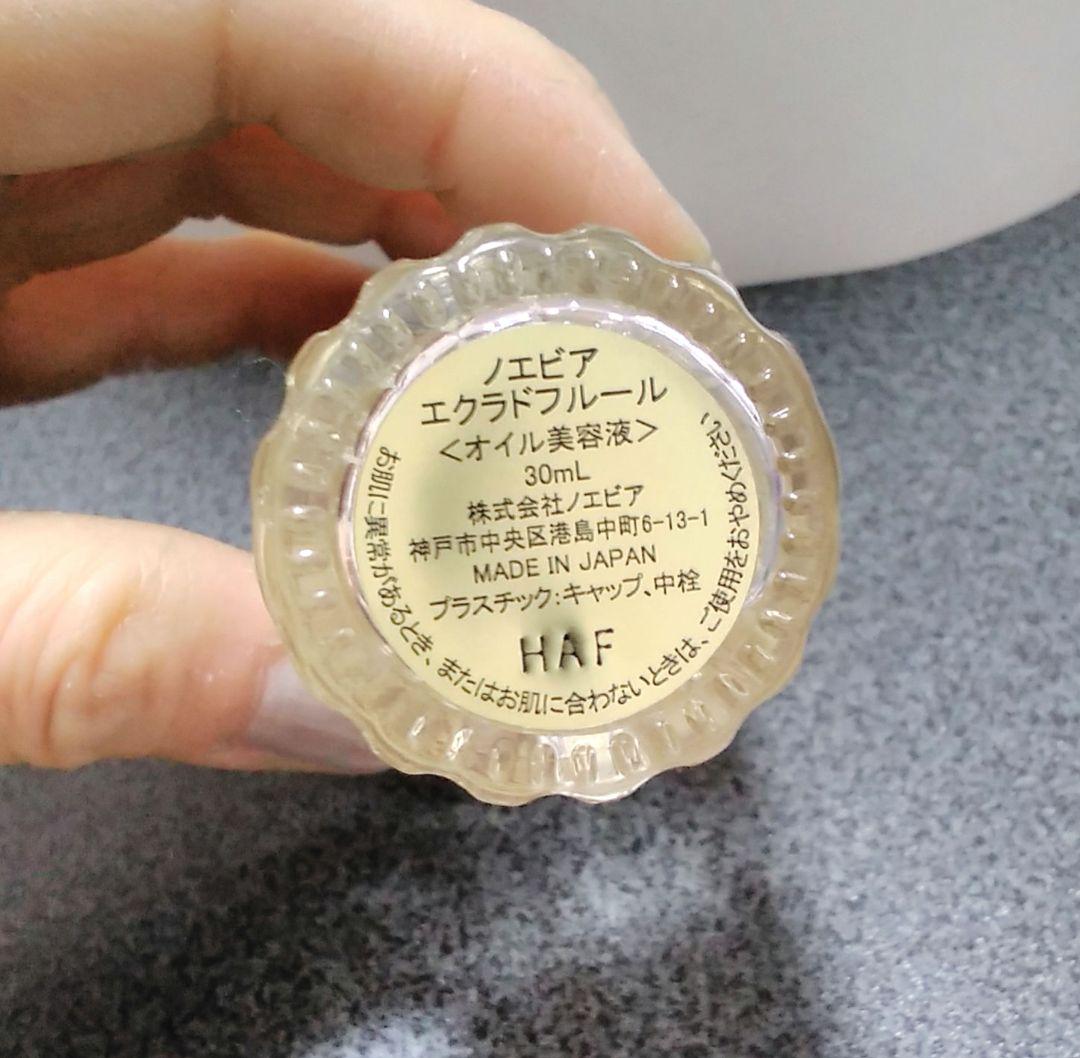 ノエビア
エクラドフルール
<オイル美容液>
30mL
株式会社ノエビア
神戸市中央区港島中町6-13-1
MADE IN JAPAN
プラスチック:キャップ、中栓
HAF
お肌に異常があるとき、またはお肌に合わないときは、ご使用をおやめください。